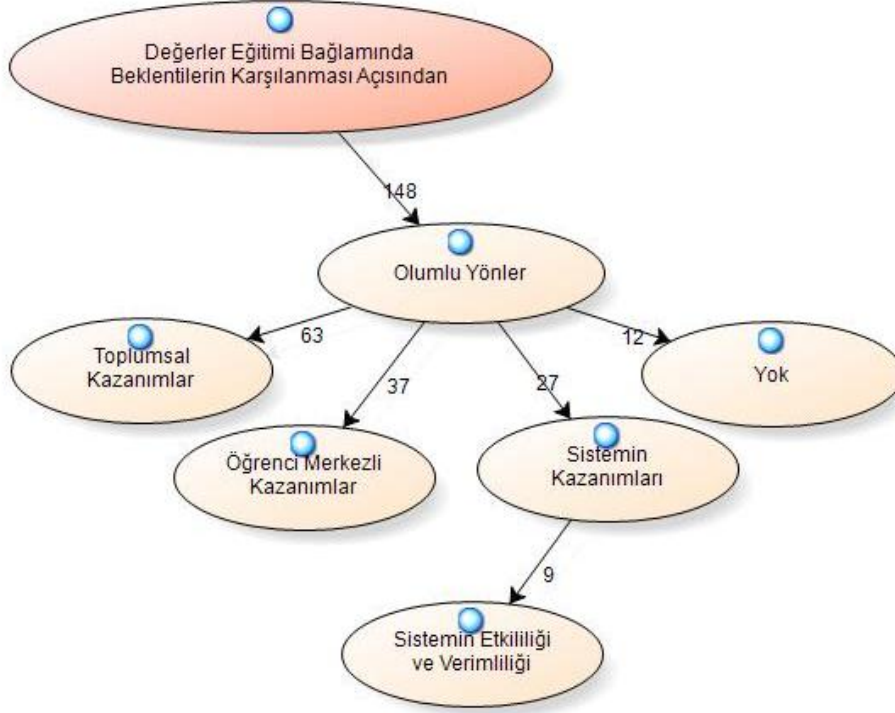 Değerler Eğitimi Bağlamında
Beklentilerin Karşılanması Açısından
148
Olumlu Yönler
63
37
27
12
Toplumsal
Kazanımlar
Yok
Öğrenci Merkezli
Kazanımlar
Sistemin
Kazanımları
9
Sistemin Etkililiği
ve Verimliliği